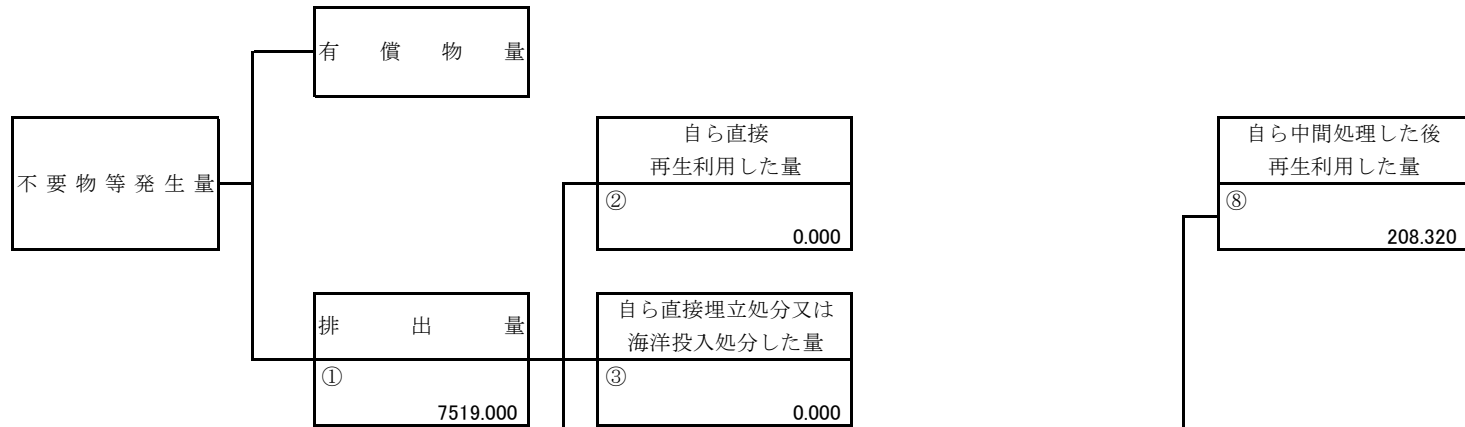 有償物量
自ら直接
再生利用した量
②
0.000
自ら中間処理した後
再生利用した量
⑧
208.320
不要物等発生量
排出量
①
7519.000
自ら直接埋立処分又は
海洋投入処分した量
③
0.000